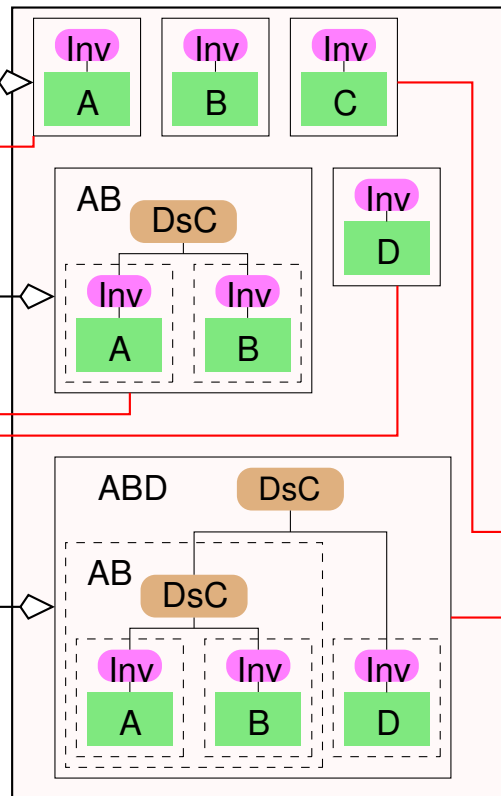 Inv Inv Inv
A B C
AB
DsC
Inv
D
Inv Inv
A B
ABD
DsC
AB
DsC
Inv Inv Inv
A B D